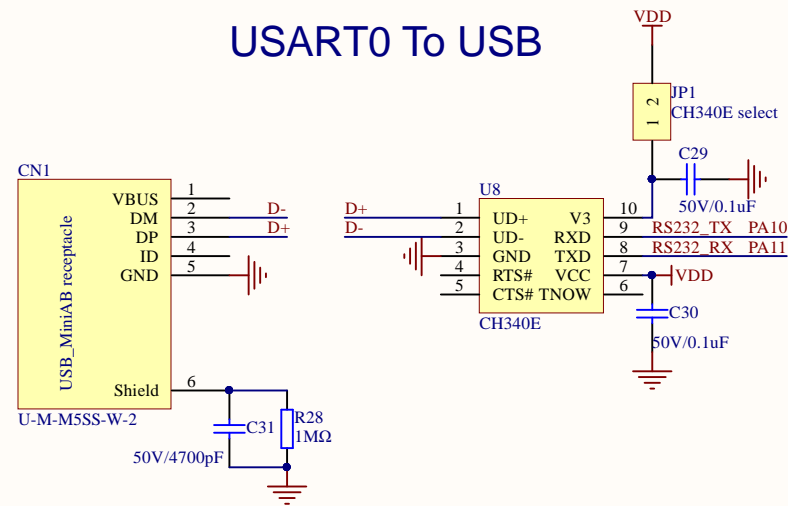 USART0 To USB
VDD
JP1
1 2
CH340E select
C29
50V/0.1uF
CN1
VBUS 1
DM 2 D-
DP 3 D+
ID 4
GND 5
USB_MiniAB receptacle
Shield 6
U-M-M5SS-W-2
C31
50V/4700pF
R28
1MΩ
U8
D+ 1 UD+ V3 10
D- 2 UD- RXD 9 RS232_TX PA10
3 GND TXD 8 RS232_RX PA11
4 RTS# VCC 7 VDD
5 CTS# TNOW 6
CH340E
C30
50V/0.1uF